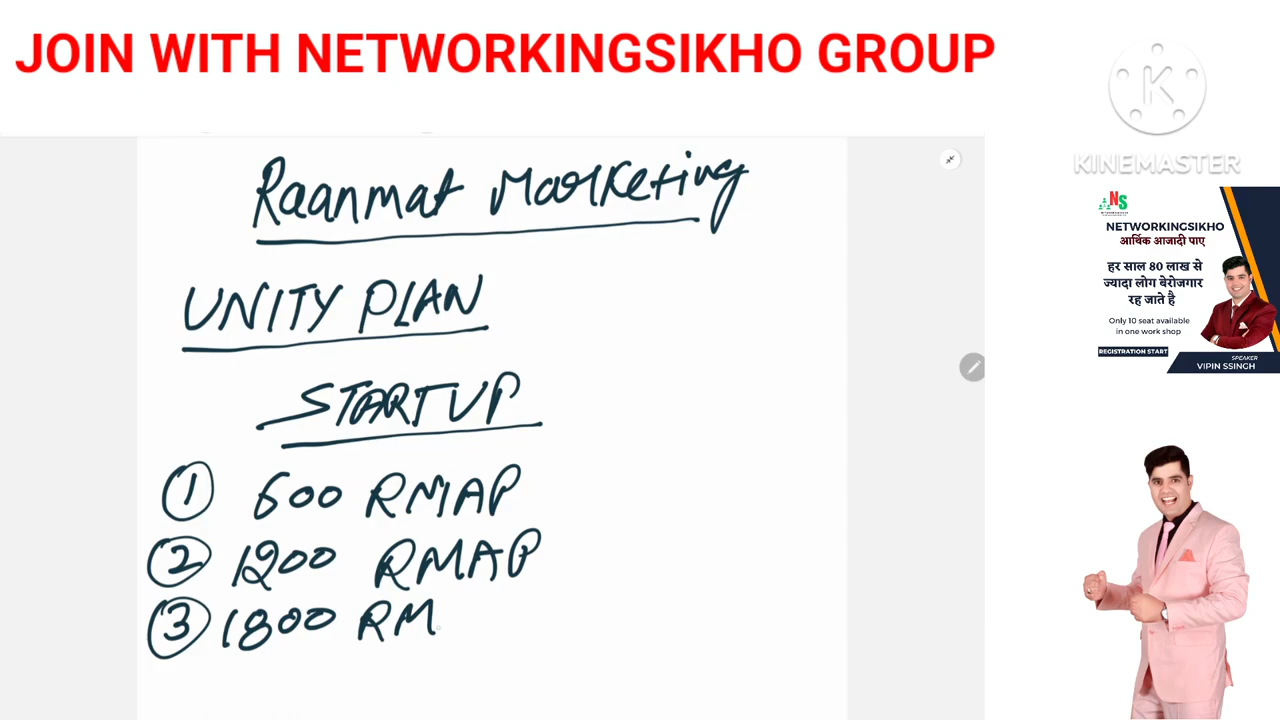 JOIN WITH NETWORKINGSIKHO GROUP
KINEMASTER
Raanmat Marketing
UNITY PLAN
STARTUP
① 600 RMAP
② 1200 RMAP
③ 1800 RM
NS
NETWORKINGSIKHO
आर्थिक आजादी पाए
हर साल 80 लाख से
ज्यादा लोग बेरोजगार
रह जाते है
Only 10 seat available
in one work shop
REGISTRATION START
SPEAKER
VIPIN SSINGH